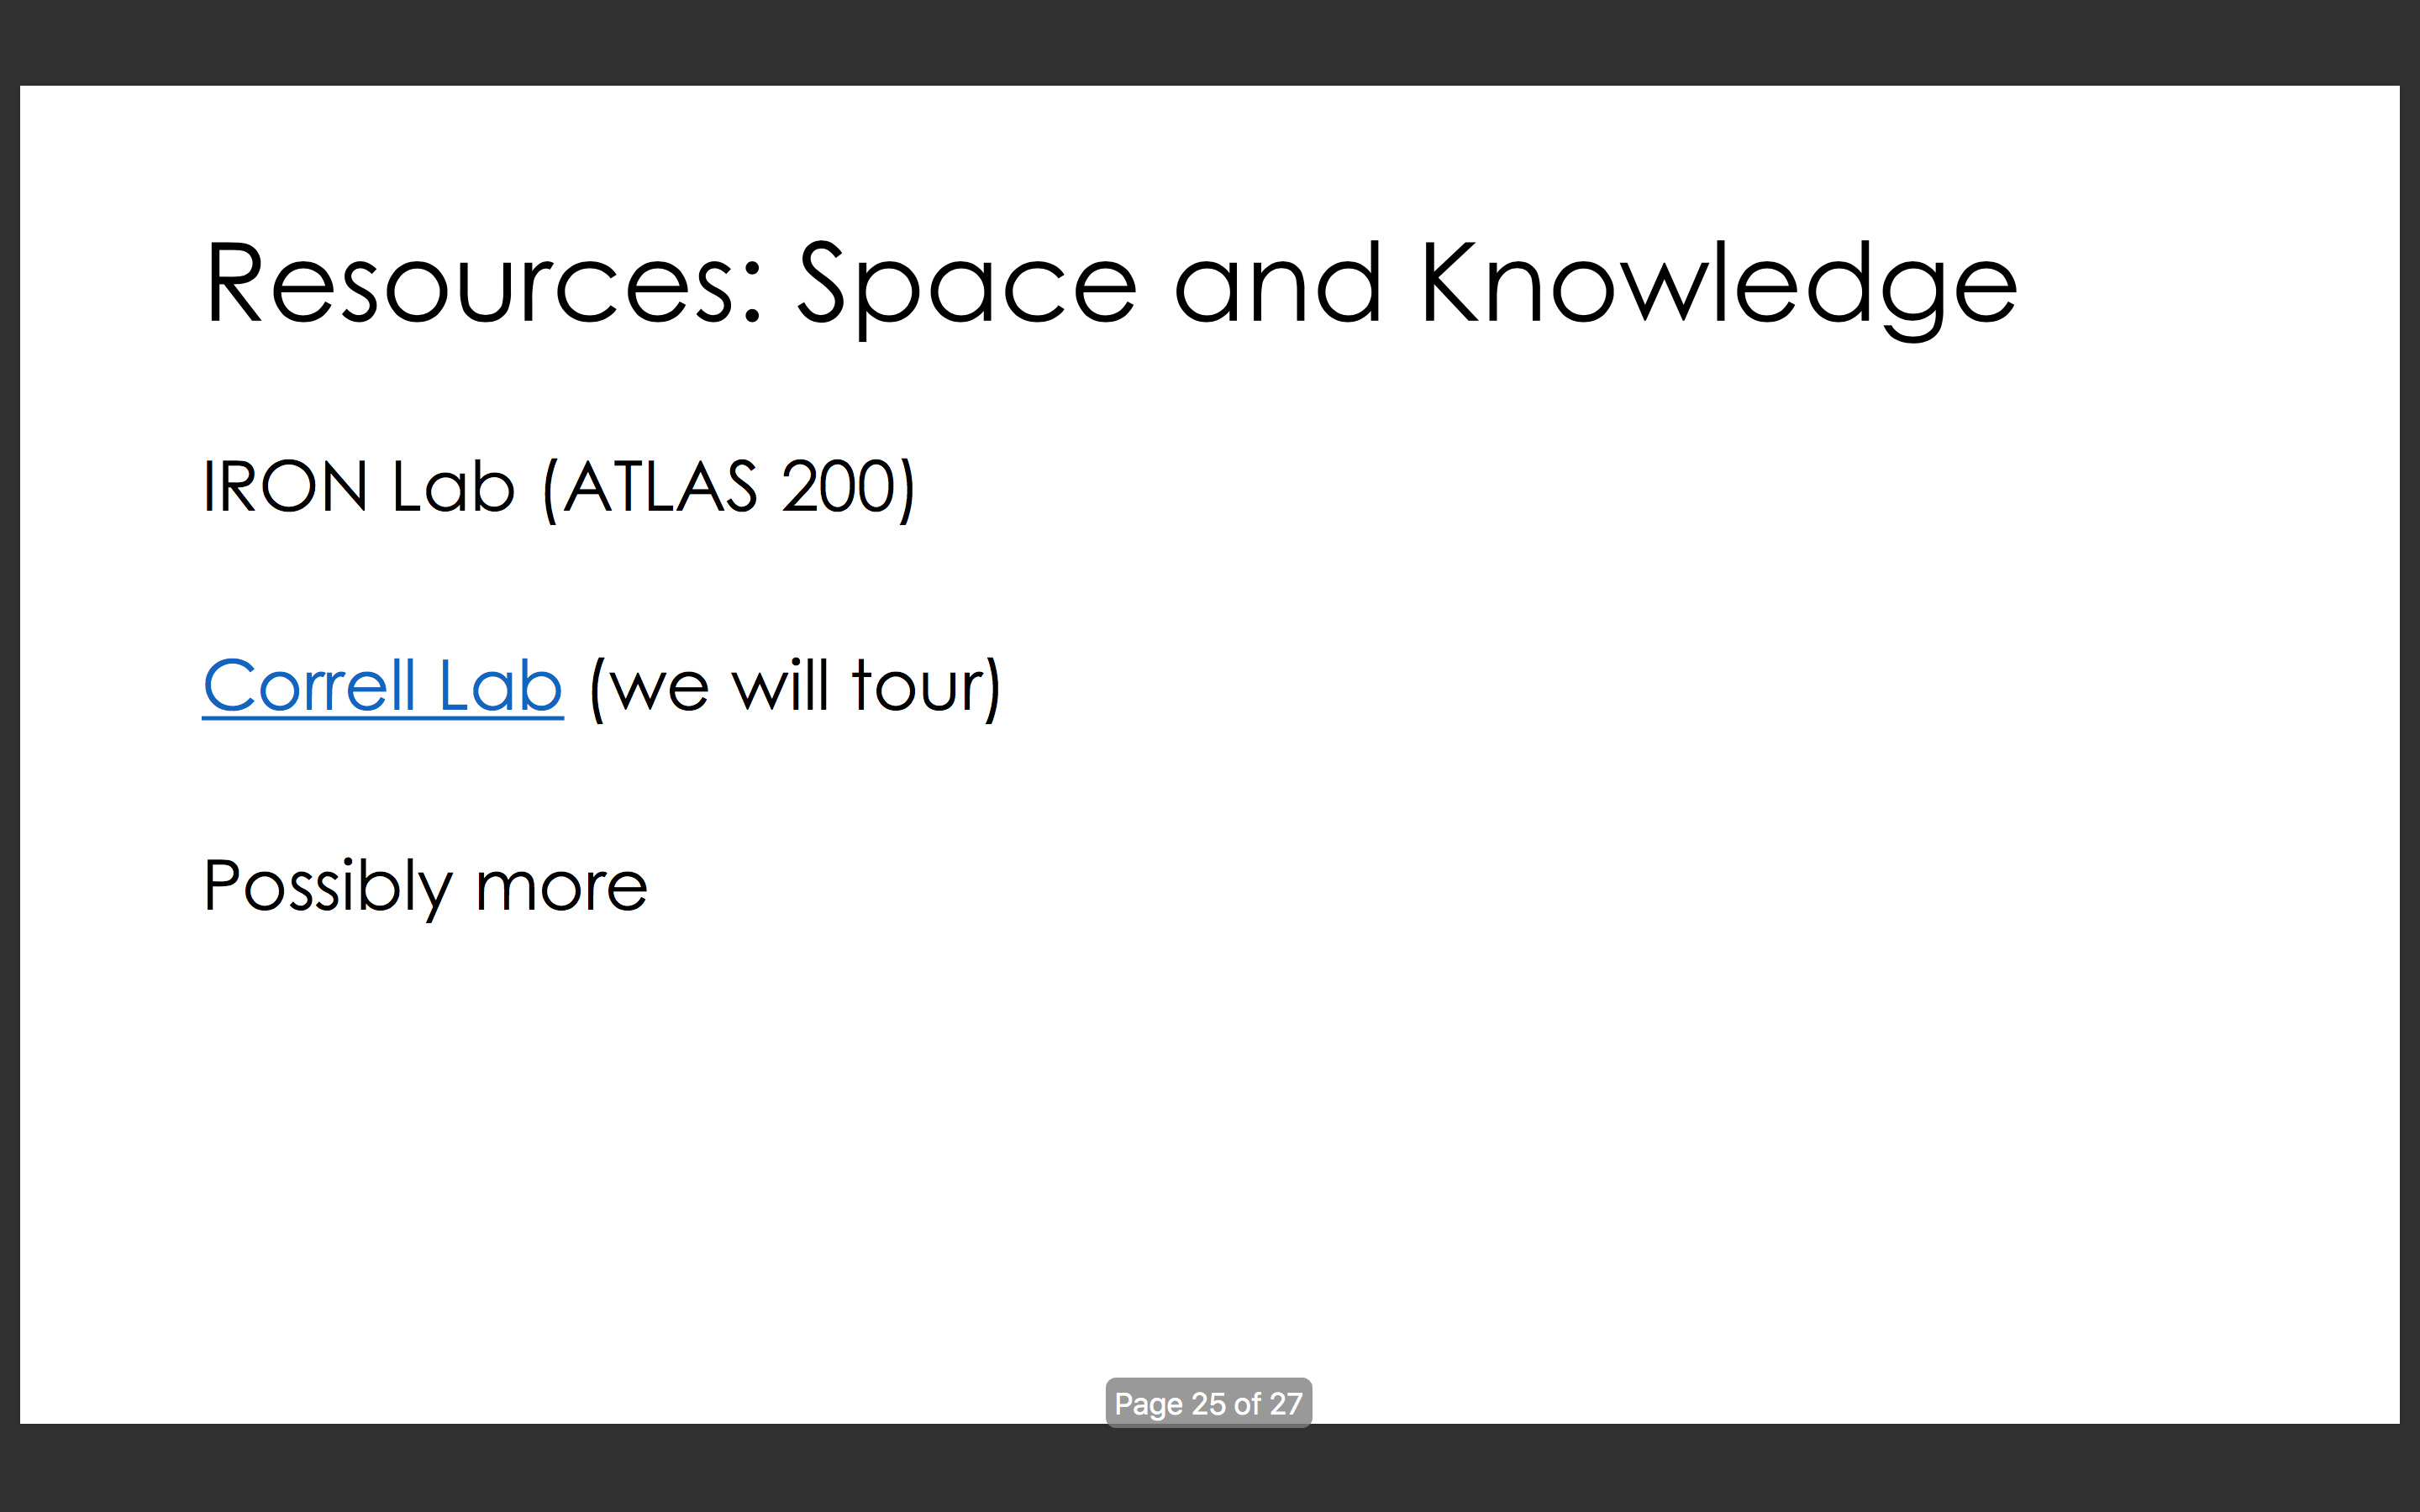 Resources: Space and Knowledge
IRON Lab (ATLAS 200)
Correll Lab (we will tour)
Possibly more
Page 25 of 27